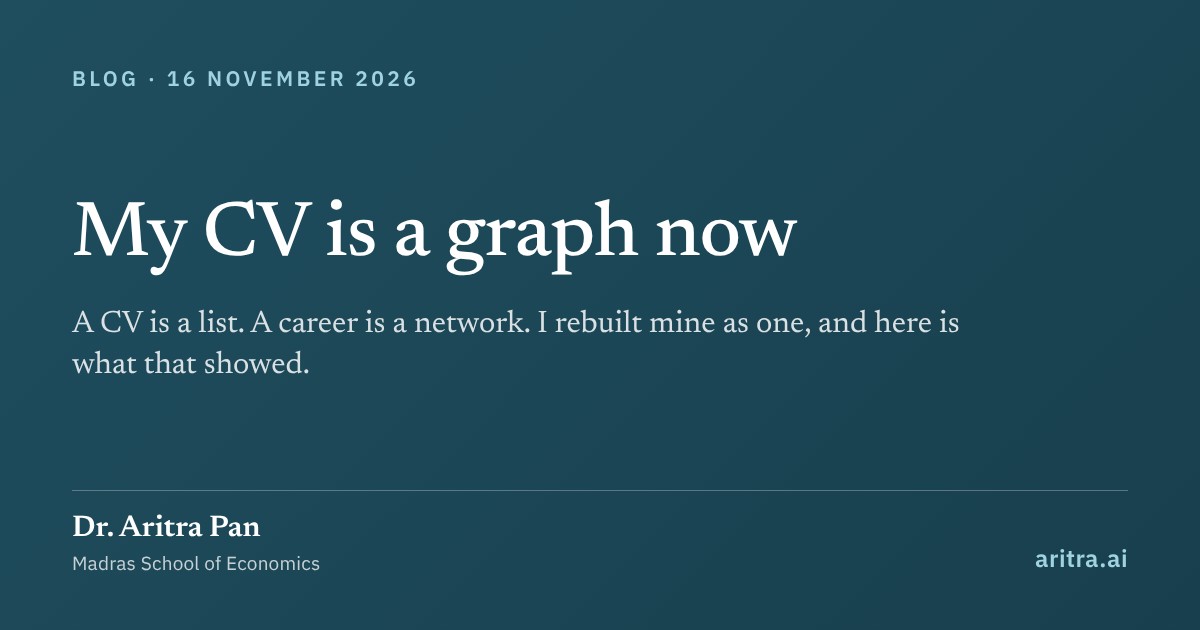 BLOG · 16 NOVEMBER 2026
My CV is a graph now
A CV is a list. A career is a network. I rebuilt mine as one, and here is
what that showed.
Dr. Aritra Pan
Madras School of Economics
aritra.ai